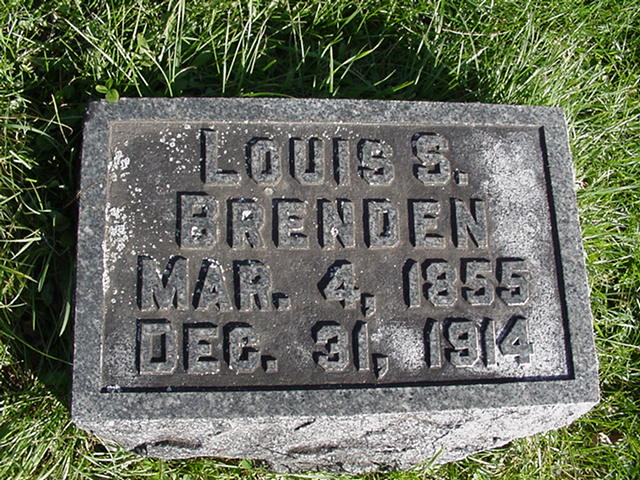 LOUIS S.
BRENDEN
MAR. 4, 1855
DEC. 31, 1914